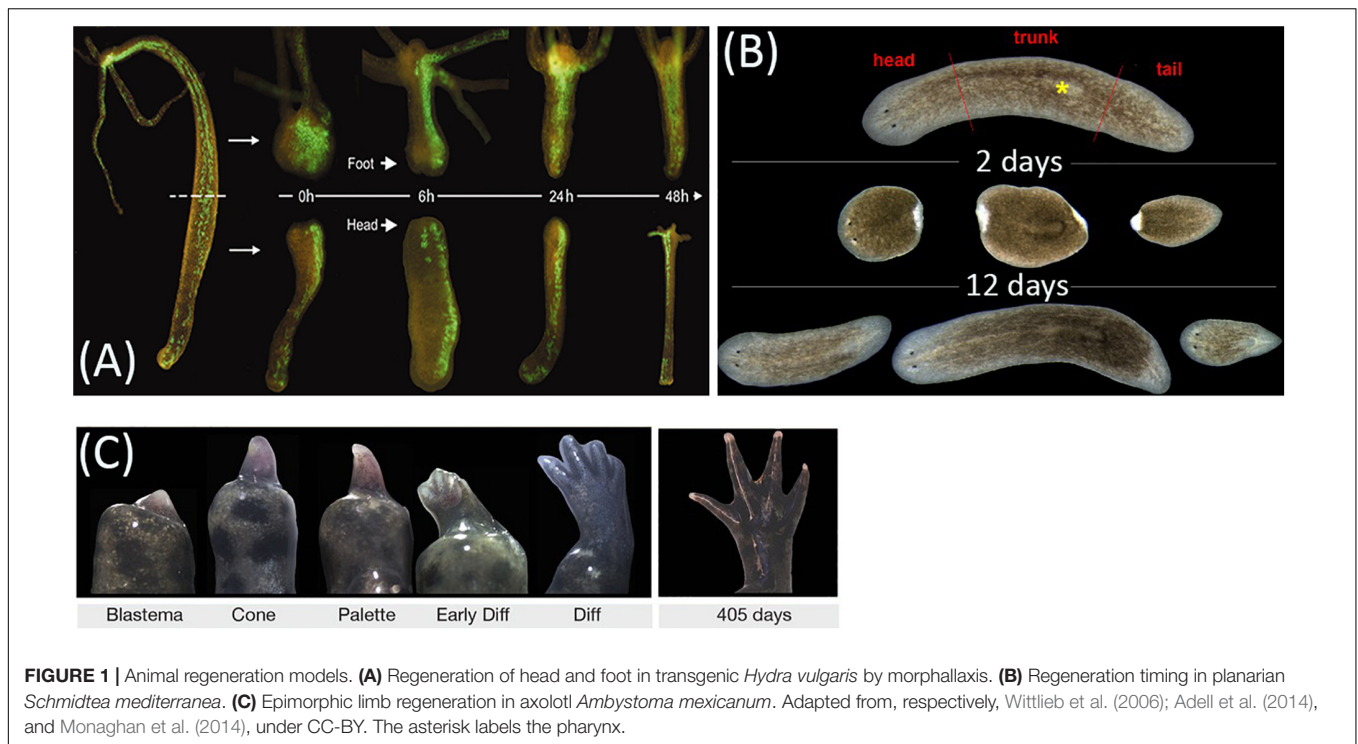 (A)
Foot
0h 6h 24h 48h
Head
(B)
head
trunk
tail
*
2 days
12 days
(C)
Blastema Cone Palette Early Diff Diff 405 days
FIGURE 1 | Animal regeneration models. (A) Regeneration of head and foot in transgenic Hydra vulgaris by morphallaxis. (B) Regeneration timing in planarian
Schmidtea mediterranea. (C) Epimorphic limb regeneration in axolotl Ambystoma mexicanum. Adapted from, respectively, Wittlieb et al. (2006); Adell et al. (2014),
and Monaghan et al. (2014), under CC-BY. The asterisk labels the pharynx.